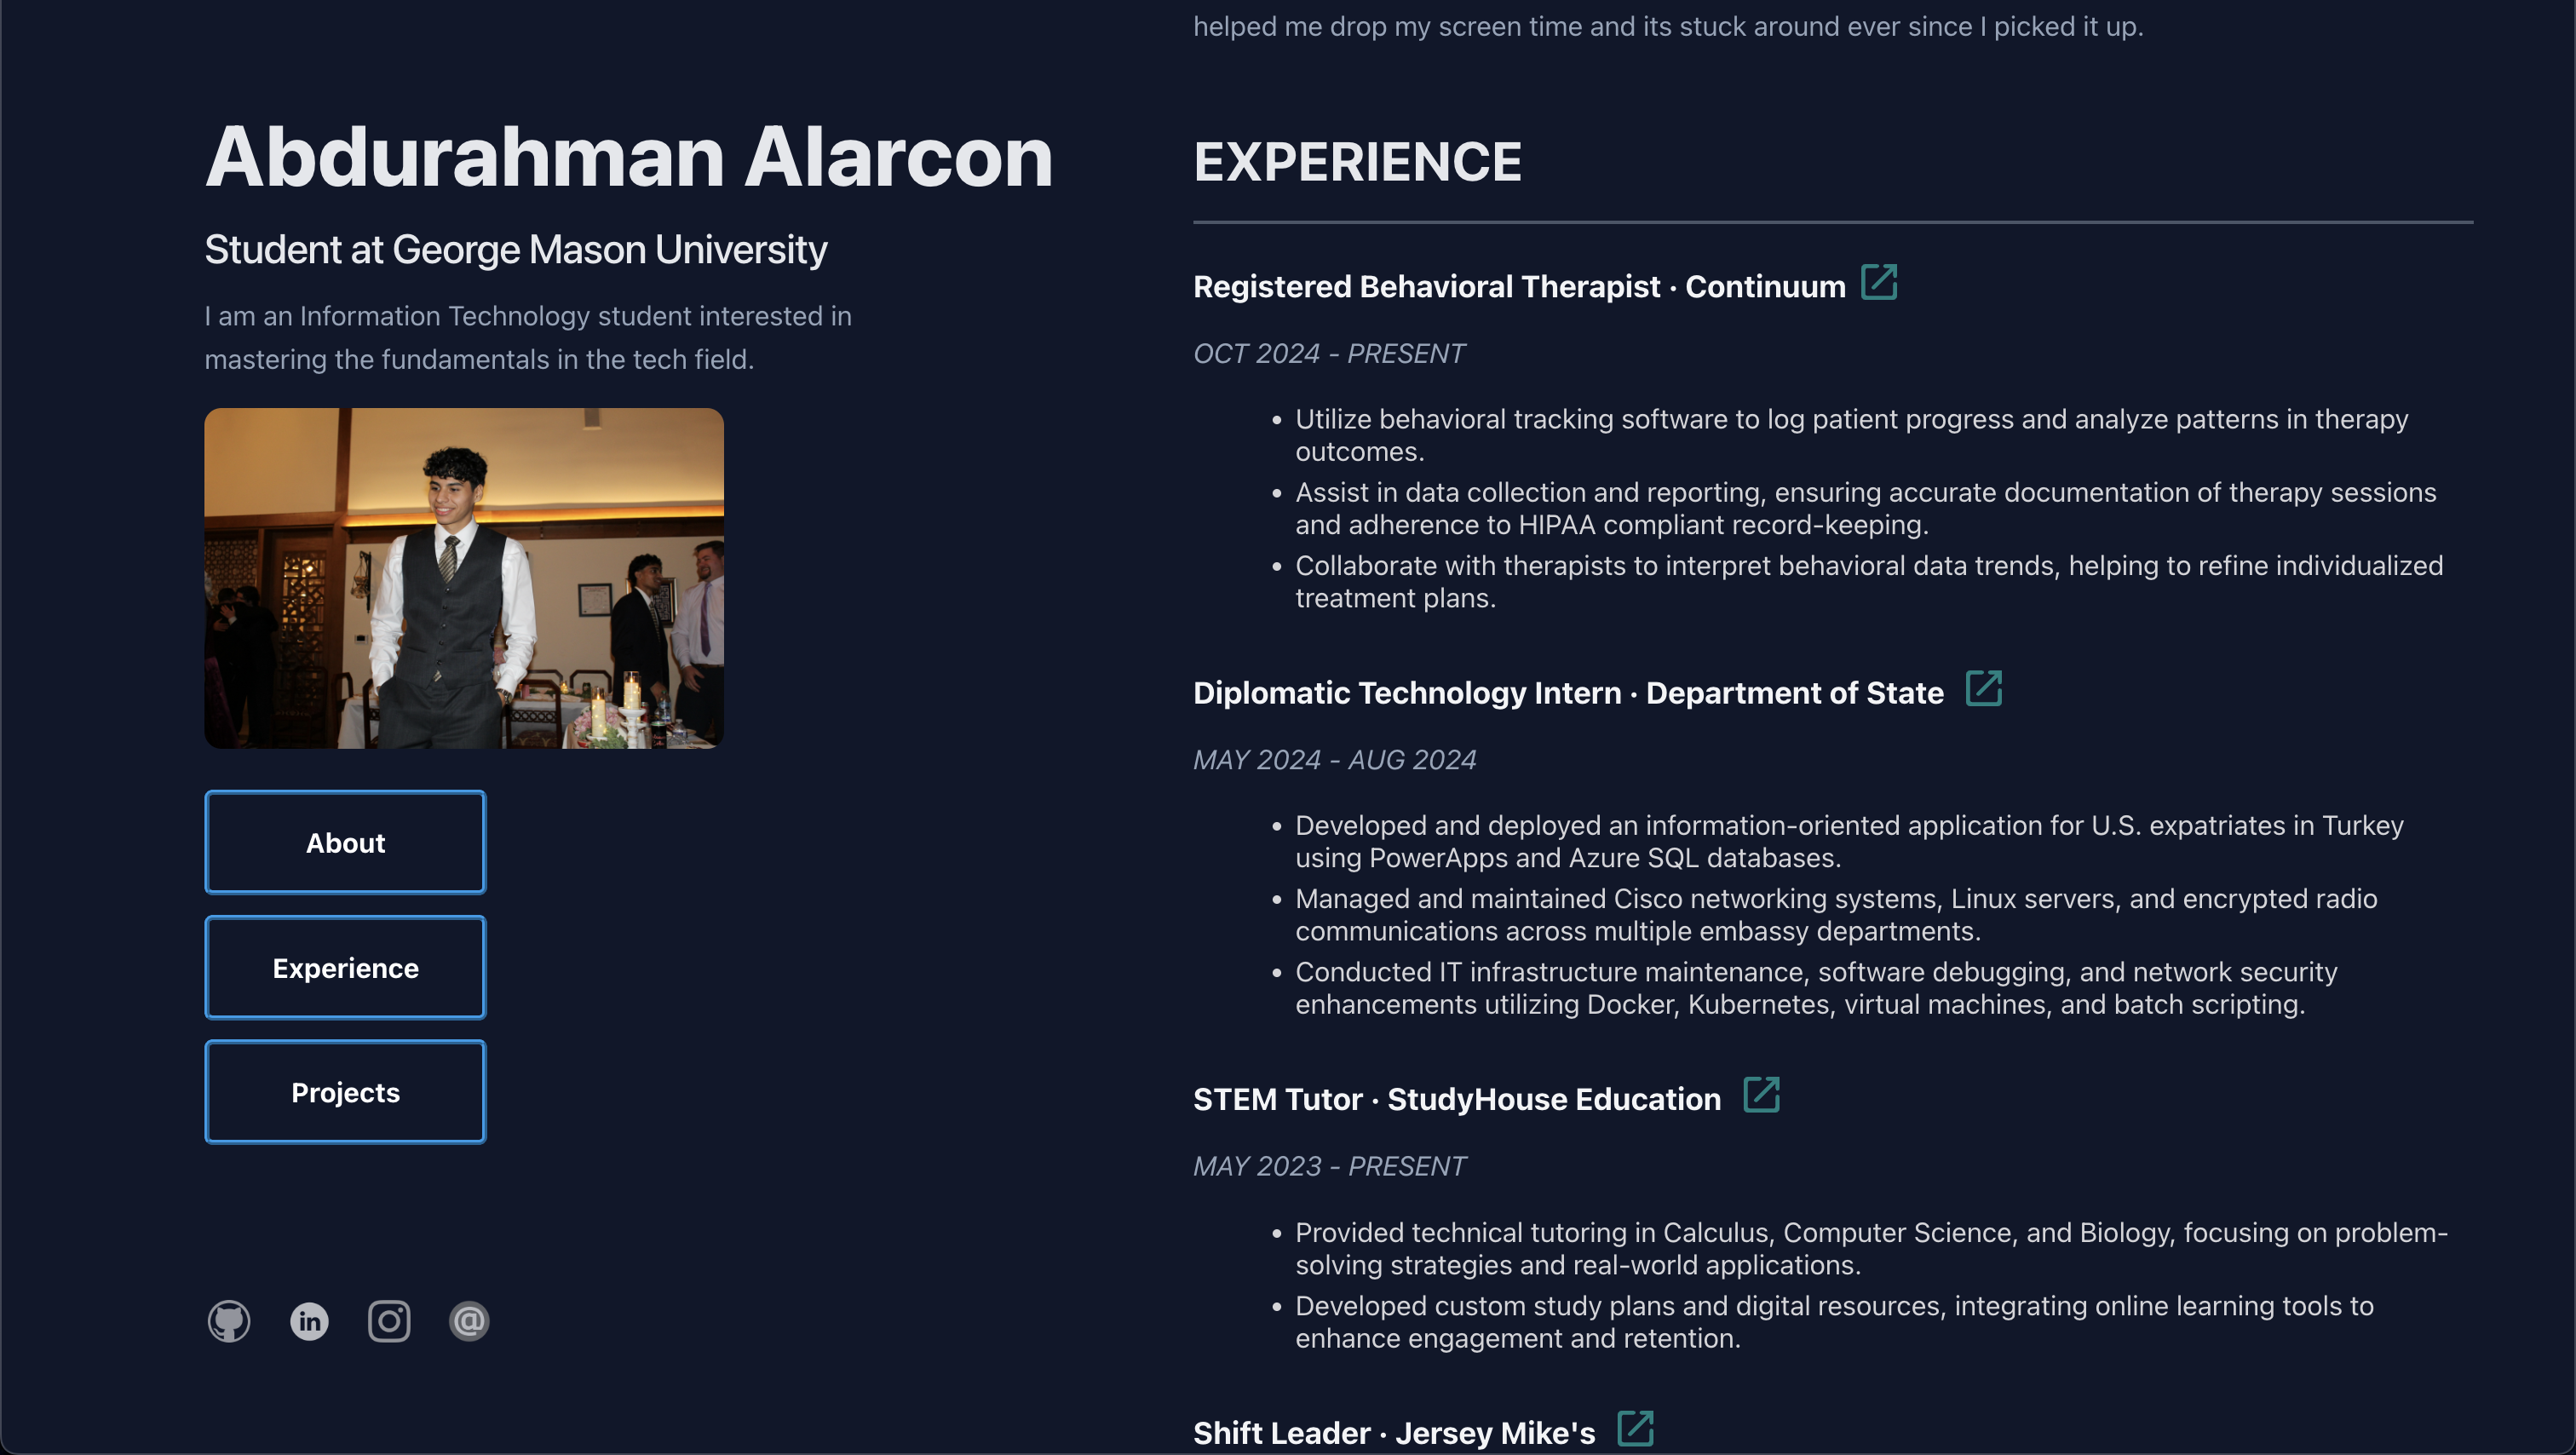 Abdurahman Alarcon
Student at George Mason University
I am an Information Technology student interested in
mastering the fundamentals in the tech field.
About
Experience
Projects
helped me drop my screen time and its stuck around ever since I picked it up.
EXPERIENCE
Registered Behavioral Therapist · Continuum
OCT 2024 - PRESENT
• Utilize behavioral tracking software to log patient progress and analyze patterns in therapy
outcomes.
• Assist in data collection and reporting, ensuring accurate documentation of therapy sessions
and adherence to HIPAA compliant record-keeping.
• Collaborate with therapists to interpret behavioral data trends, helping to refine individualized
treatment plans.
Diplomatic Technology Intern · Department of State
MAY 2024 - AUG 2024
• Developed and deployed an information-oriented application for U.S. expatriates in Turkey
using PowerApps and Azure SQL databases.
• Managed and maintained Cisco networking systems, Linux servers, and encrypted radio
communications across multiple embassy departments.
• Conducted IT infrastructure maintenance, software debugging, and network security
enhancements utilizing Docker, Kubernetes, virtual machines, and batch scripting.
STEM Tutor · StudyHouse Education
MAY 2023 - PRESENT
• Provided technical tutoring in Calculus, Computer Science, and Biology, focusing on problem-
solving strategies and real-world applications.
• Developed custom study plans and digital resources, integrating online learning tools to
enhance engagement and retention.
Shift Leader · Jersey Mike's